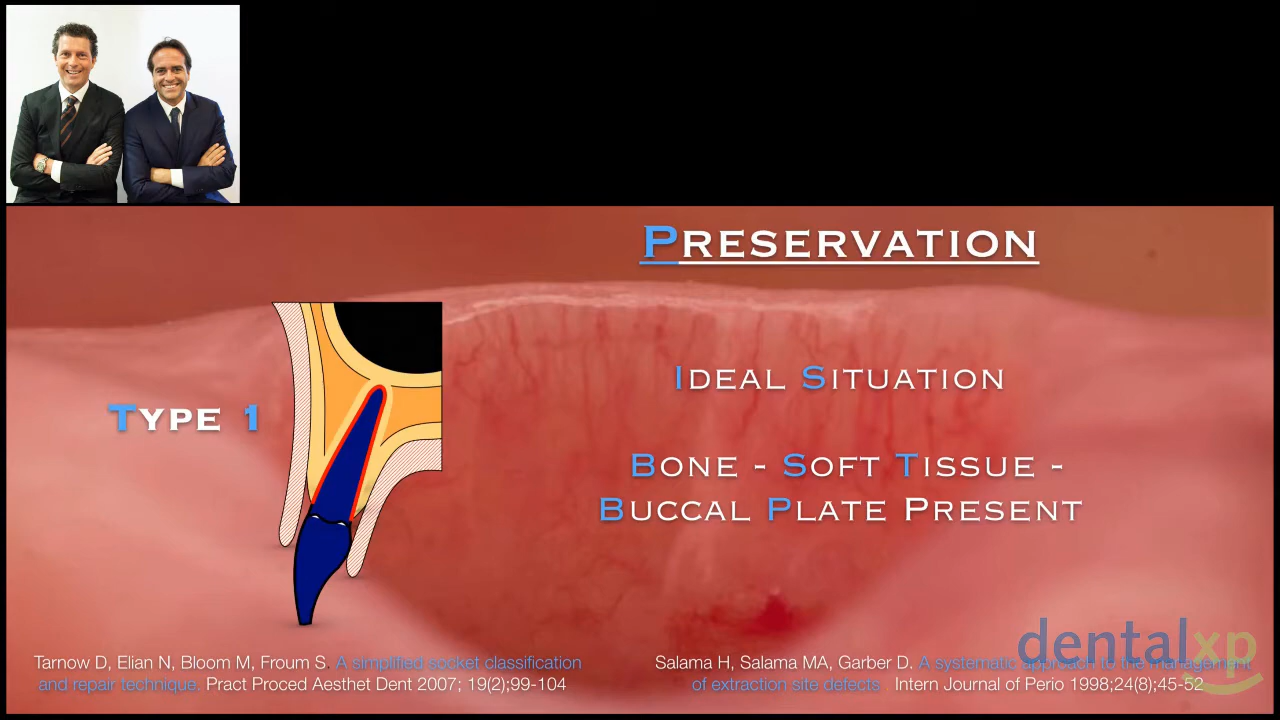 PRESERVATION
IDEAL SITUATION
TYPE 1
BONE - SOFT TISSUE -
BUCCAL PLATE PRESENT
Tarnow D, Elian N, Bloom M, Froum S. A simplified socket classification
and repair technique. Pract Proced Aesthet Dent 2007; 19(2);99-104
Salama H, Salama MA, Garber D. A systematic approach to the management
of extraction site defects. Intern Journal of Perio 1998;24(8);45-52
dentalxp